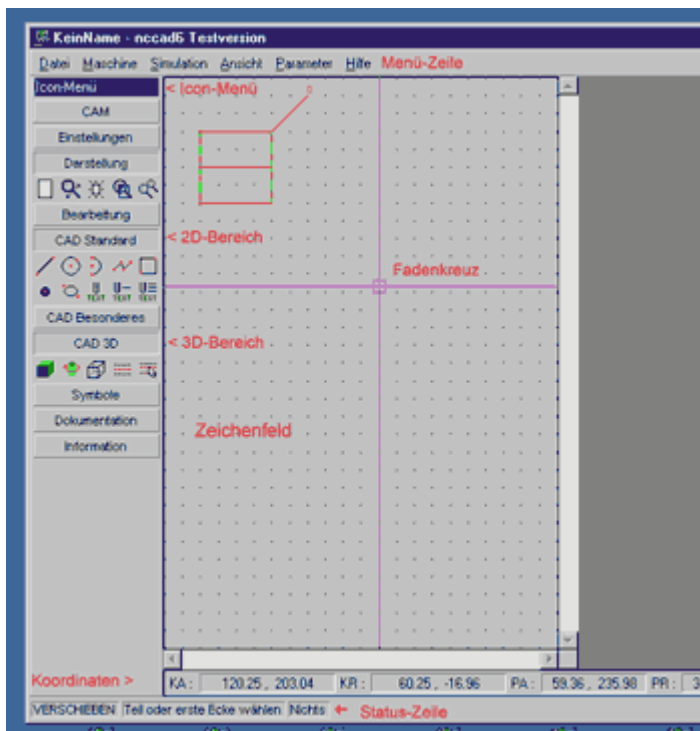 KeinName - nccad6 Testversion
Datei Maschine Simulation Ansicht Parameter Hilfe Menü-Zeile
Icon-Menü < Icon-Menü
CAM
Einstellungen
Darstellung
Bearbeitung
CAD Standard < 2D-Bereich
Fadenkreuz
TEXT TEXT TEXT
CAD Besonderes
CAD 3D < 3D-Bereich
Symbole
Dokumentation
Zeichenfeld
Information
Koordinaten > KA : 120.25 , 203.04 KR : 60.25 , -16.96 PA : 59.36 , 235.98 PR : 3
VERSCHIEBEN Teil oder erste Ecke wählen Nichts Status-Zeile